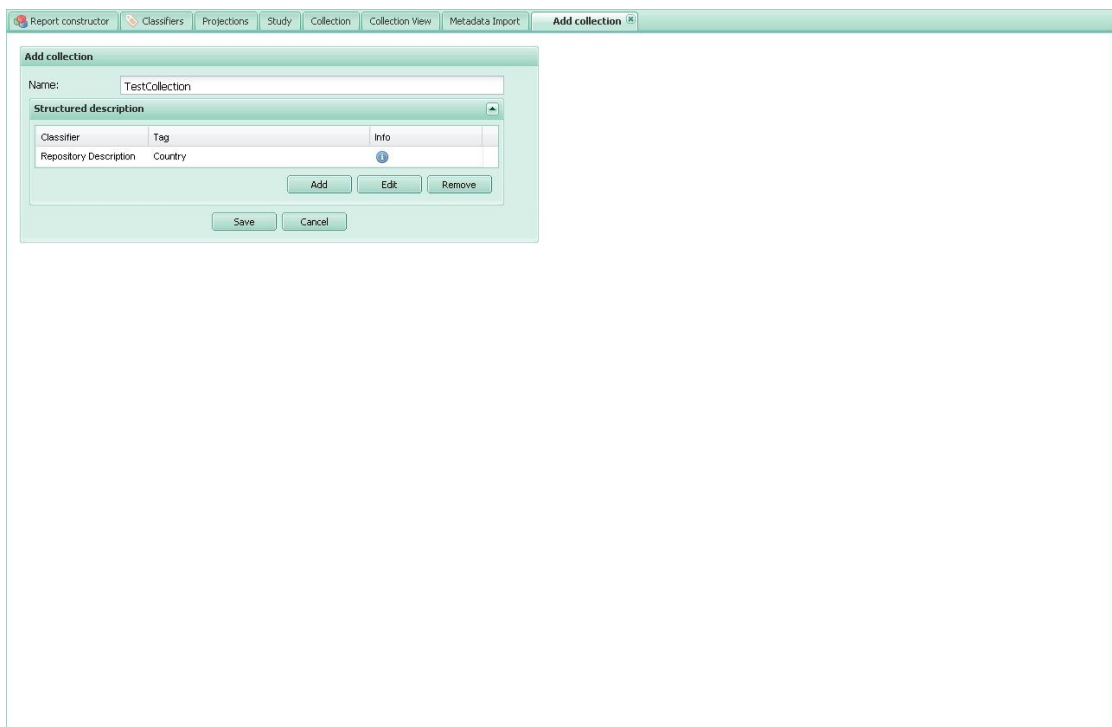 Report constructor Classifiers Projections Study Collection Collection View Metadata Import Add collection
Add collection
Name: TestCollection
Structured description
Classifier Tag Info
Repository Description Country
Add Edit Remove
Save Cancel